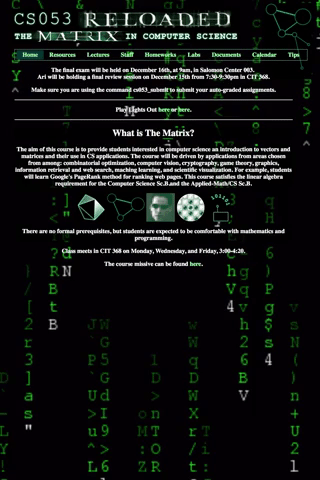 CS053 RELOADED
THE MATRIX IN COMPUTER SCIENCE
Home Resources Lectures Staff Homeworks Labs Documents Calendar Tips
The final exam will be held on December 16th, at 9am, in Salomon Center 003.
Ari will be holding a final review session on December 15th from 7:30-9:30pm in CIT 368.
Make sure you are using the command cs053_submit to submit your auto-graded assignments.
Play Lights Out here or here.
What is The Matrix?
The aim of this course is to provide students interested in computer science an introduction to vectors and
matrices and their use in CS applications. The course will be driven by applications from areas chosen
from among: combinatorial optimization, computer vision, cryptography, game theory, graphics,
information retrieval and web search, maching learning, and scientific visualization. For example, students
will learn Google's PageRank method for ranking web pages. This course satisfies the linear algebra
requirement for the Computer Science Sc.B.and the Applied-Math/CS Sc.B.
There are no formal prerequisites, but students are expected to be comfortable with mathematics and
programming.
Class meets in CIT 368 on Monday, Wednesday, and Friday, 3:00-4:20.
The course missive can be found here.